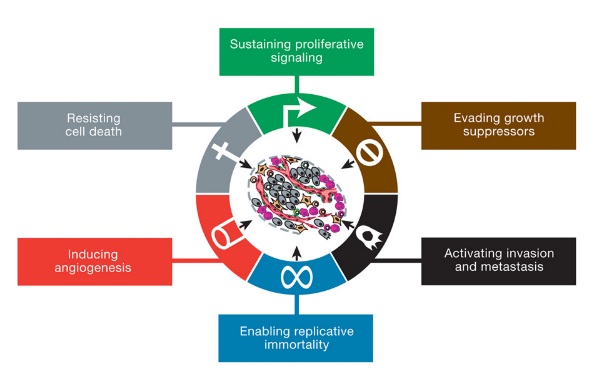 Sustaining proliferative
signaling
Resisting
cell death
Evading growth
suppressors
Inducing
angiogenesis
Activating invasion
and metastasis
Enabling replicative
immortality